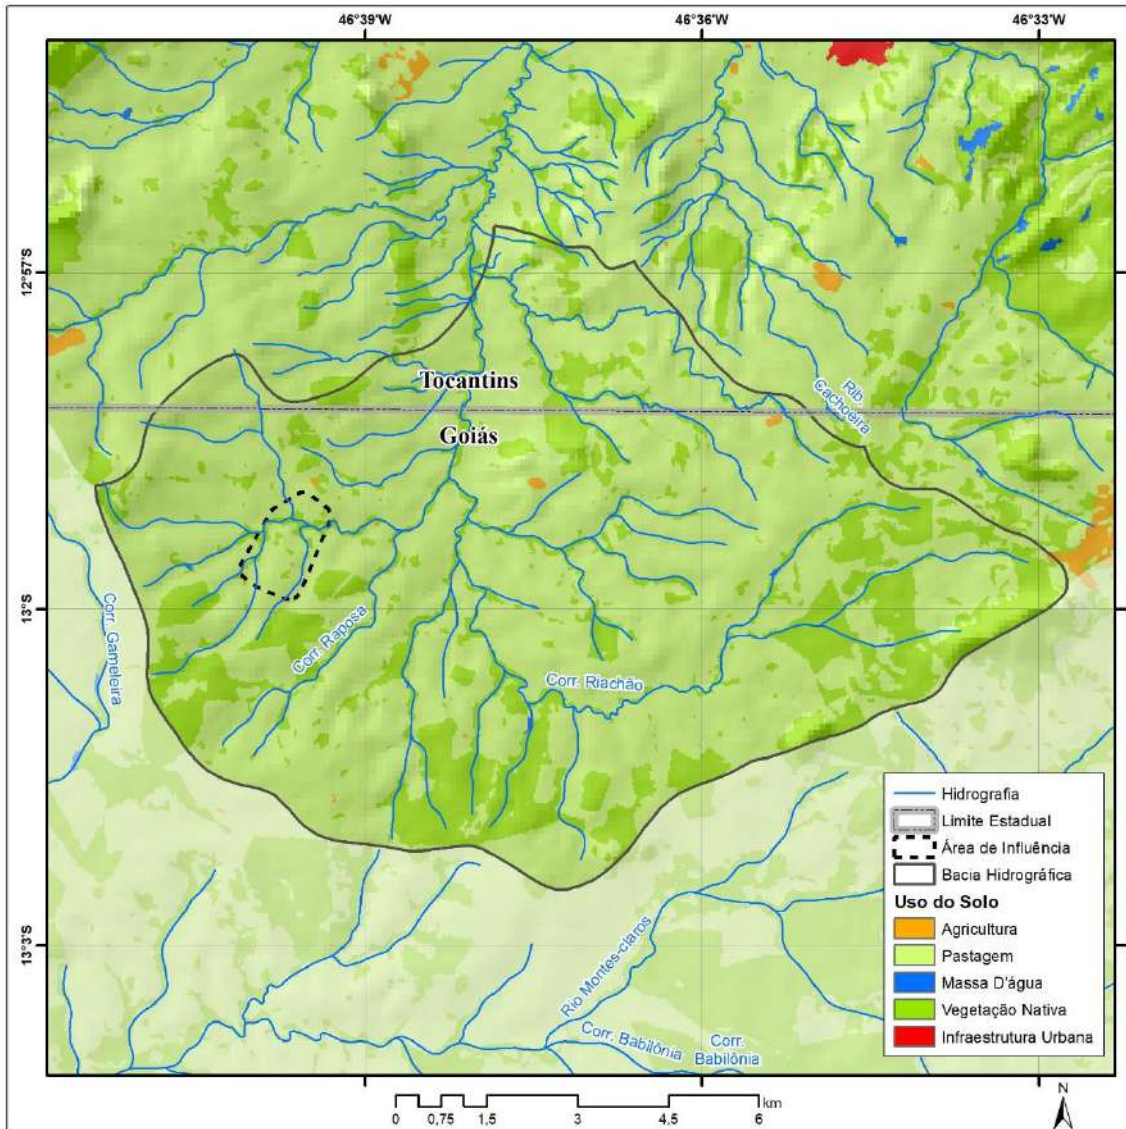 46°39'W
46°36'W
46°33'W
12°57'S
13°S
13°3'S
Tocantins
Goiás
Rib.
Cachoeira
Corr. Gameleira
Corr. Raposa
Corr. Riachão
Rio Montes-claros
Corr. Babilônia
Corr.
Babilônia
Hidrografia
Limite Estadual
Área de Influência
Bacia Hidrográfica
Uso do Solo
Agricultura
Pastagem
Massa D'água
Vegetação Nativa
Infraestrutura Urbana
km
0 0,75 1,5 3 4,5 6
N